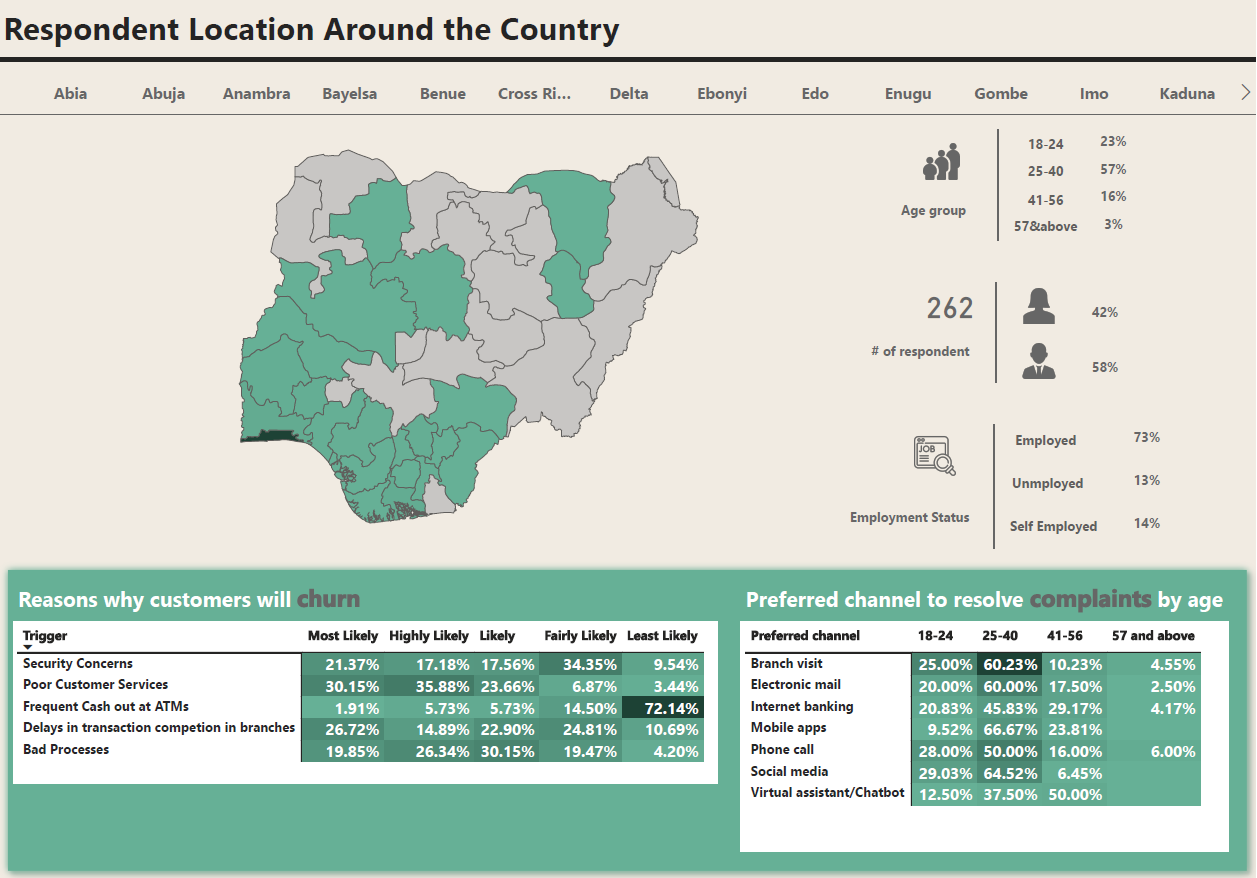 Respondent Location Around the Country
Abia Abuja Anambra Bayelsa Benue Cross Ri... Delta Ebonyi Edo Enugu Gombe Imo Kaduna
Age group
18-24 23%
25-40 57%
41-56 16%
57&above 3%
262
# of respondent
42%
58%
JOB
Employment Status
Employed 73%
Unmployed 13%
Self Employed 14%
Reasons why customers will churn
Trigger Most Likely Highly Likely Likely Fairly Likely Least Likely
Security Concerns 21.37% 17.18% 17.56% 34.35% 9.54%
Poor Customer Services 30.15% 35.88% 23.66% 6.87% 3.44%
Frequent Cash out at ATMs 1.91% 5.73% 5.73% 14.50% 72.14%
Delays in transaction competion in branches 26.72% 14.89% 22.90% 24.81% 10.69%
Bad Processes 19.85% 26.34% 30.15% 19.47% 4.20%
Preferred channel to resolve complaints by age
Preferred channel 18-24 25-40 41-56 57 and above
Branch visit 25.00% 60.23% 10.23% 4.55%
Electronic mail 20.00% 60.00% 17.50% 2.50%
Internet banking 20.83% 45.83% 29.17% 4.17%
Mobile apps 9.52% 66.67% 23.81%
Phone call 28.00% 50.00% 16.00% 6.00%
Social media 29.03% 64.52% 6.45%
Virtual assistant/Chatbot 12.50% 37.50% 50.00%